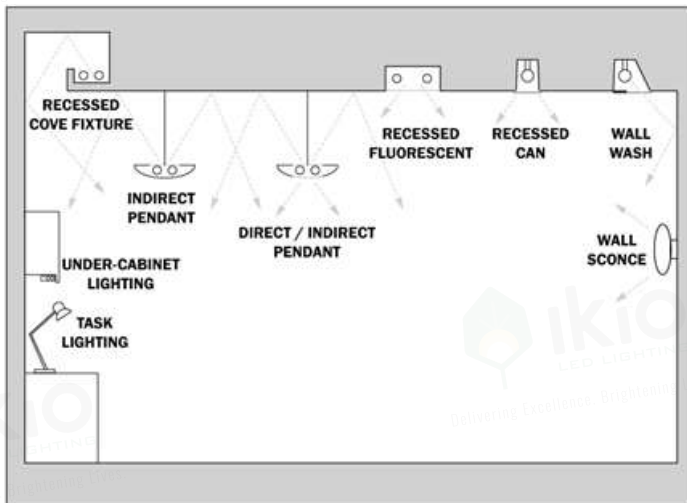 RECESSED
COVE FIXTURE
RECESSED
FLUORESCENT
RECESSED
CAN
WALL
WASH
INDIRECT
PENDANT
DIRECT / INDIRECT
PENDANT
WALL
SCONCE
UNDER-CABINET
LIGHTING
TASK
LIGHTING
iKiO
LED LIGHTING
Delivering Excellence. Brightening